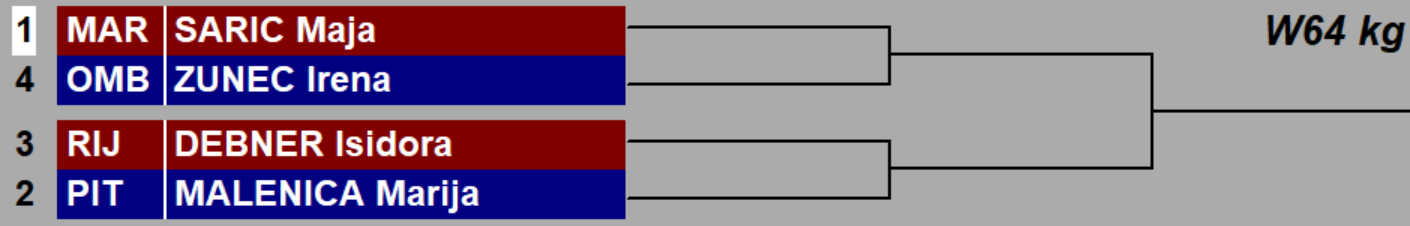 1 MAR SARIC Maja W64 kg
4 OMB ZUNEC Irena
3 RIJ DEBNER Isidora
2 PIT MALENICA Marija